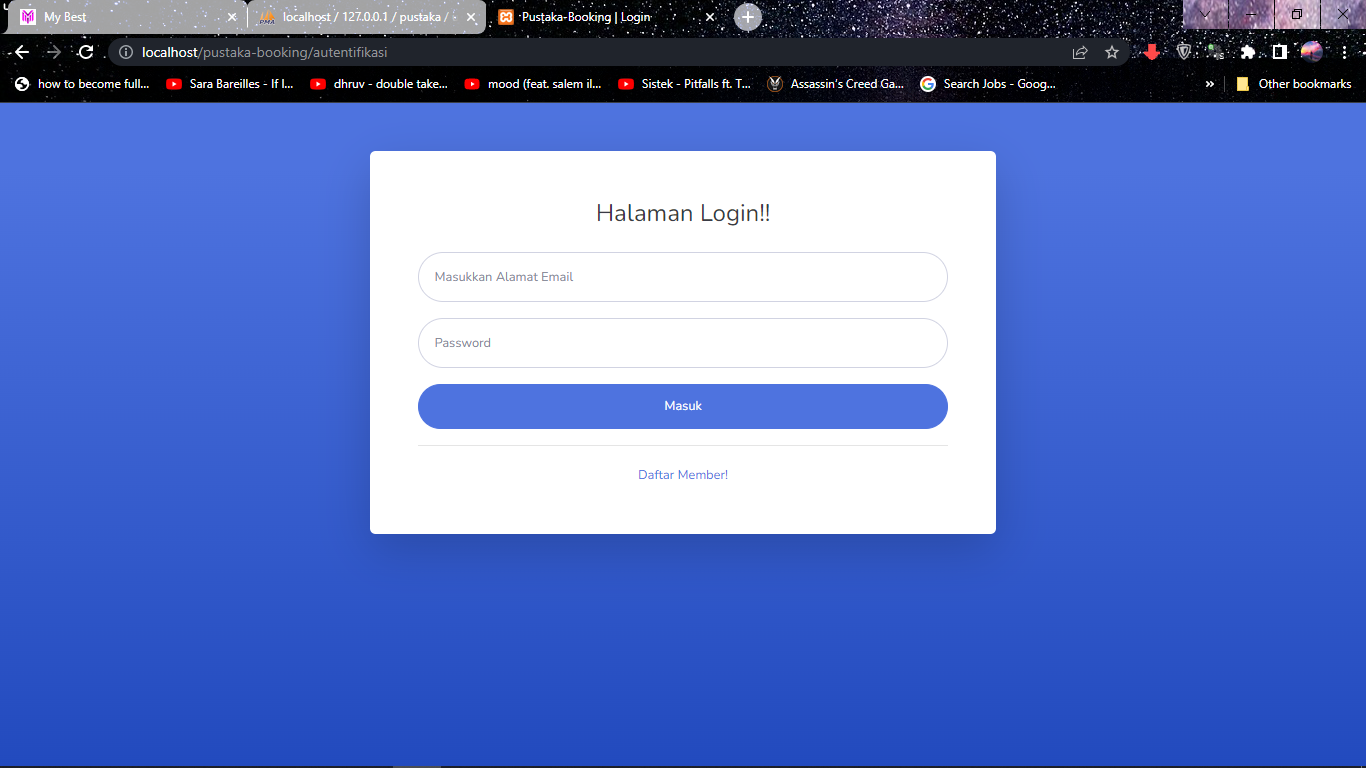 My Best
localhost / 127.0.0.1 / pustaka / -
Pustaka-Booking | Login
localhost/pustaka-booking/autentifikasi
how to become full...
Sara Bareilles - If I...
dhruv - double take...
mood (feat. salem il...
Sistek - Pitfalls ft. T...
Assassin's Creed Ga...
Search Jobs - Goog...
»
Other bookmarks
Halaman Login!!
Masukkan Alamat Email
Password
Masuk
Daftar Member!